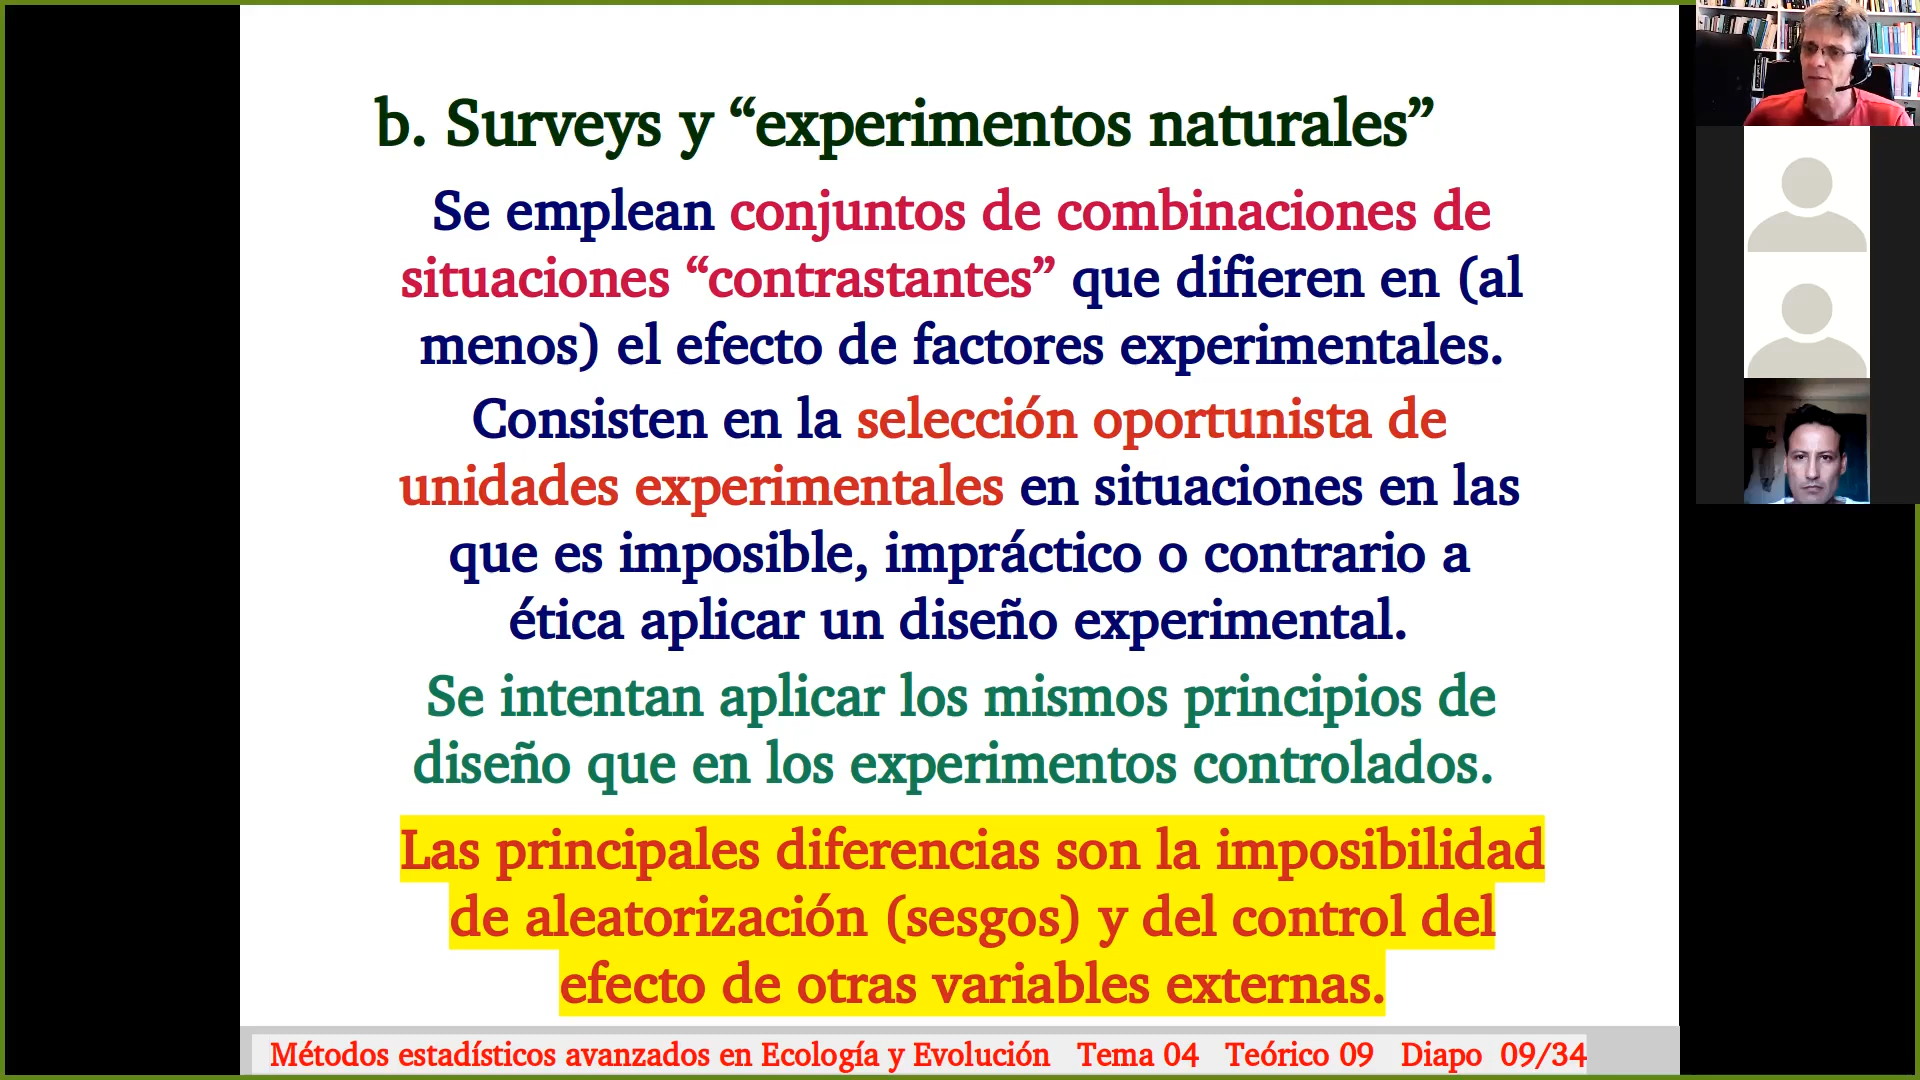 b. Surveys y “experimentos naturales”
Se emplean conjuntos de combinaciones de
situaciones “contrastantes” que difieren en (al
menos) el efecto de factores experimentales.
Consisten en la selección oportunista de
unidades experimentales en situaciones en las
que es imposible, impráctico o contrario a
ética aplicar un diseño experimental.
Se intentan aplicar los mismos principios de
diseño que en los experimentos controlados.
Las principales diferencias son la imposibilidad
de aleatorización (sesgos) y del control del
efecto de otras variables externas.
Métodos estadísticos avanzados en Ecología y Evolución Tema 04 Teórico 09 Diapo 09/34